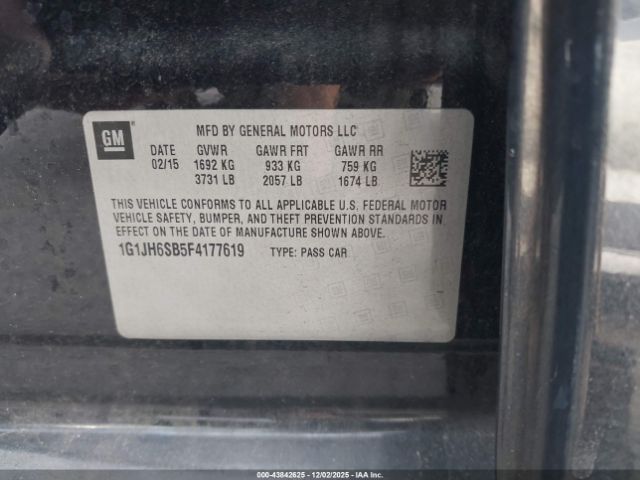 GM
MFD BY GENERAL MOTORS LLC
DATE GVWR GAWR FRT GAWR RR
02/15 1692 KG 933 KG 759 KG
3731 LB 2057 LB 1674 LB
THIS VEHICLE CONFORMS TO ALL APPLICABLE U.S. FEDERAL MOTOR
VEHICLE SAFETY, BUMPER, AND THEFT PREVENTION STANDARDS IN
EFFECT ON THE DATE OF MANUFACTURE SHOWN ABOVE.
1G1JH6SB5F4177619 TYPE: PASS CAR
00-43842625 • 12/02/2025 • IAA Inc.